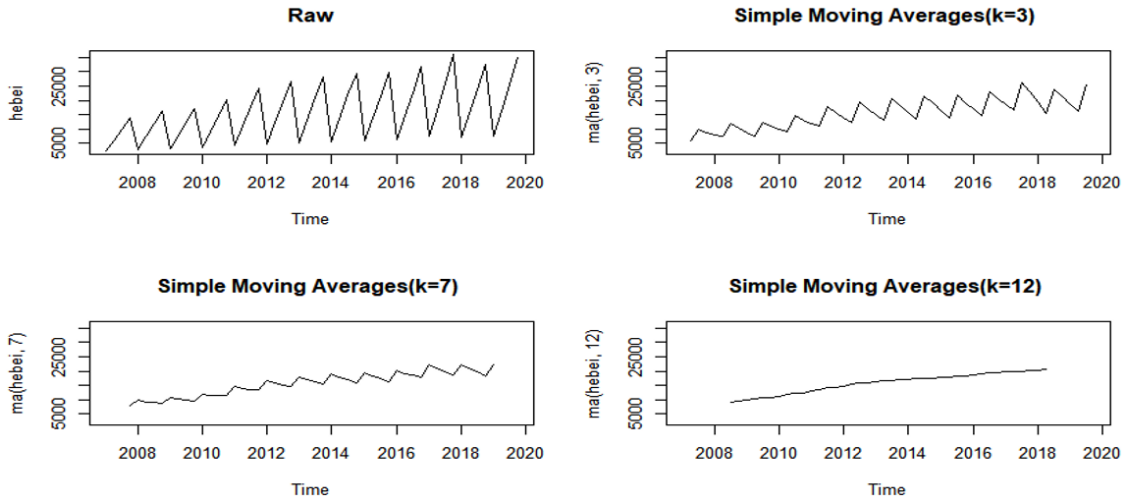 Raw
hebei
25000
5000
2008 2010 2012 2014 2016 2018 2020
Time
Simple Moving Averages(k=3)
ma(hebei, 3)
25000
5000
2008 2010 2012 2014 2016 2018 2020
Time
Simple Moving Averages(k=7)
ma(hebei, 7)
25000
5000
2008 2010 2012 2014 2016 2018 2020
Time
Simple Moving Averages(k=12)
ma(hebei, 12)
25000
5000
2008 2010 2012 2014 2016 2018 2020
Time